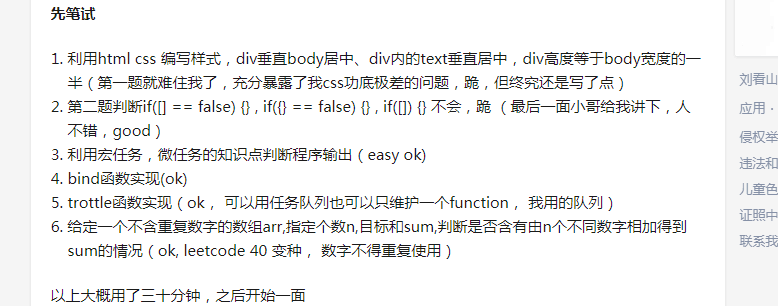 先笔试
1. 利用html css 编写样式，div垂直body居中、div内的text垂直居中，div高度等于body宽度的一
半（第一题就难住我了，充分暴露了我css功底极差的问题，跪，但终究还是写了点）
2. 第二题判断if([] == false) {} , if({} == false) {} , if([]) {} 不会，跪 （最后一面小哥给我讲下，人
不错，good）
3. 利用宏任务，微任务的知识点判断程序输出（easy ok)
4. bind函数实现(ok)
5. trottle函数实现（ok， 可以用任务队列也可以只维护一个function， 我用的队列）
6. 给定一个不含重复数字的数组arr,指定个数n,目标和sum,判断是否含有由n个不同数字相加得到
sum的情况（ok, leetcode 40 变种， 数字不得重复使用）
以上大概用了三十分钟，之后开始一面
刘看山
应用 ·
侵权举
违法和
儿童色
证照中
联系我